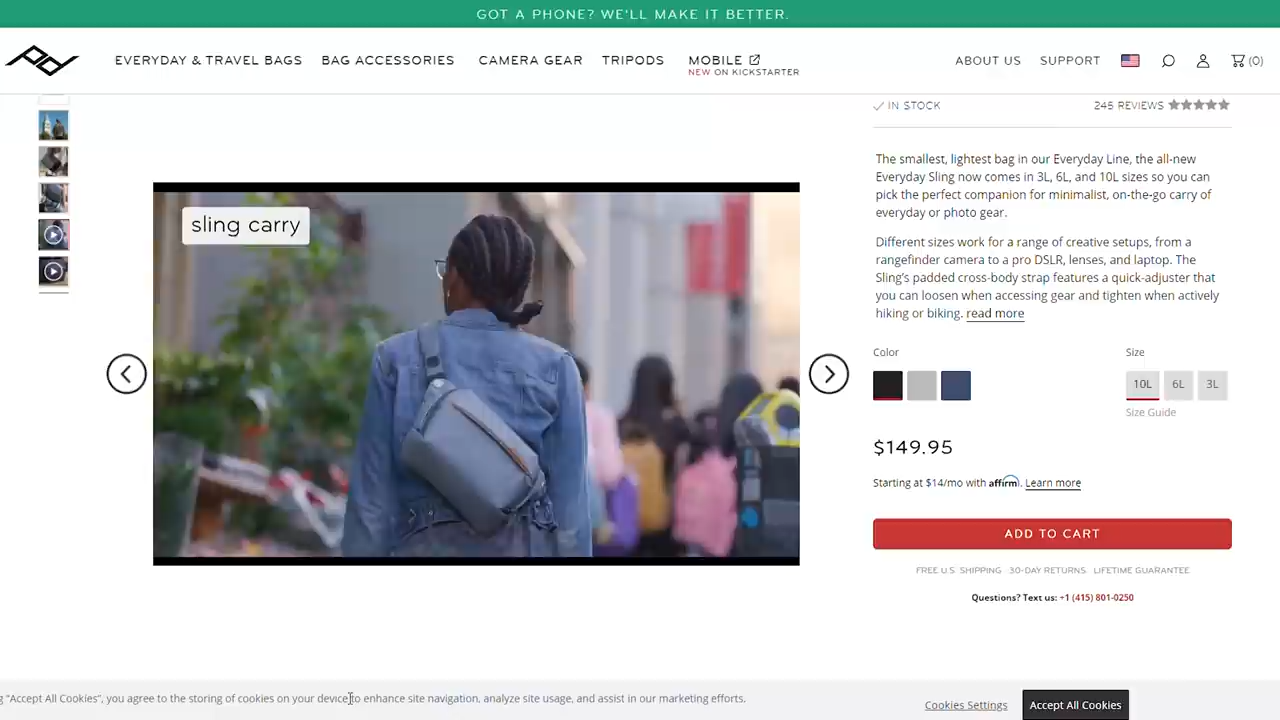 GOT A PHONE? WE'LL MAKE IT BETTER.
EVERYDAY & TRAVEL BAGS BAG ACCESSORIES CAMERA GEAR TRIPODS MOBILE ABOUT US SUPPORT (0)
NEW ON KICKSTARTER
IN STOCK 245 REVIEWS
sling carry
The smallest, lightest bag in our Everyday Line, the all-new
Everyday Sling now comes in 3L, 6L, and 10L sizes so you can
pick the perfect companion for minimalist, on-the-go carry of
everyday or photo gear.
Different sizes work for a range of creative setups, from a
rangefinder camera to a pro DSLR, lenses, and laptop. The
Sling's padded cross-body strap features a quick-adjuster that
you can loosen when accessing gear and tighten when actively
hiking or biking. read more
Color Size
10L 6L 3L
Size Guide
$149.95
Starting at $14/mo with affirm. Learn more
ADD TO CART
FREE U.S. SHIPPING 30-DAY RETURNS LIFETIME GUARANTEE
Questions? Text us: +1 (415) 801-0250
"Accept All Cookies", you agree to the storing of cookies on your device to enhance site navigation, analyze site usage, and assist in our marketing efforts.
Cookies Settings Accept All Cookies